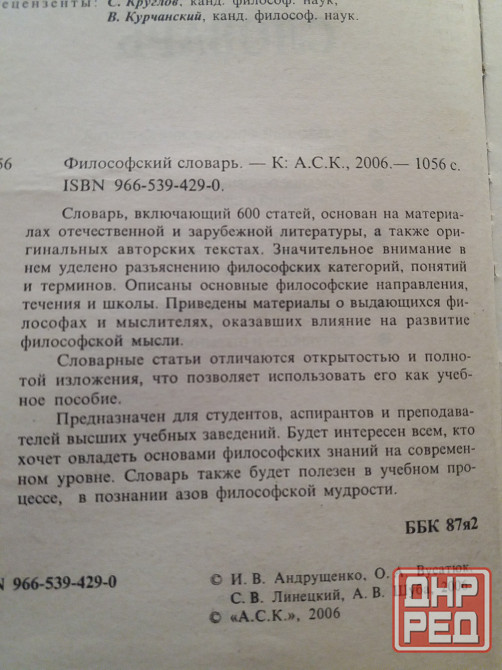 ецензенты: С. Круглов, канд. философ. наук,
В. Курчанский, канд. философ. наук.
56
Философский словарь. — К: А.С.К., 2006.— 1056 с.
ISBN 966-539-429-0.
Словарь, включающий 600 статей, основан на материа-
лах отечественной и зарубежной литературы, а также ори-
гинальных авторских текстах. Значительное внимание в
нем уделено разъяснению философских категорий, понятий
и терминов. Описаны основные философские направления,
течения и школы. Приведены материалы о выдающихся фи-
лософах и мыслителях, оказавших влияние на развитие
философской мысли.
Словарные статьи отличаются открытостью и полно-
той изложения, что позволяет использовать его как учеб-
ное пособие.
Предназначен для студентов, аспирантов и преподава-
телей высших учебных заведений. Будет интересен всем, кто
хочет овладеть основами философских знаний на современ-
ном уровне. Словарь также будет полезен в учебном про-
цессе, в познании азов философской мудрости.
ББК 87я2
N 966-539-429-0
© И. В. Андрущенко, О. А. Вусатюк,
С. В. Линецкий, А. В. Шуба, 2006
© «А.С.К.», 2006
ДНР
РЕД